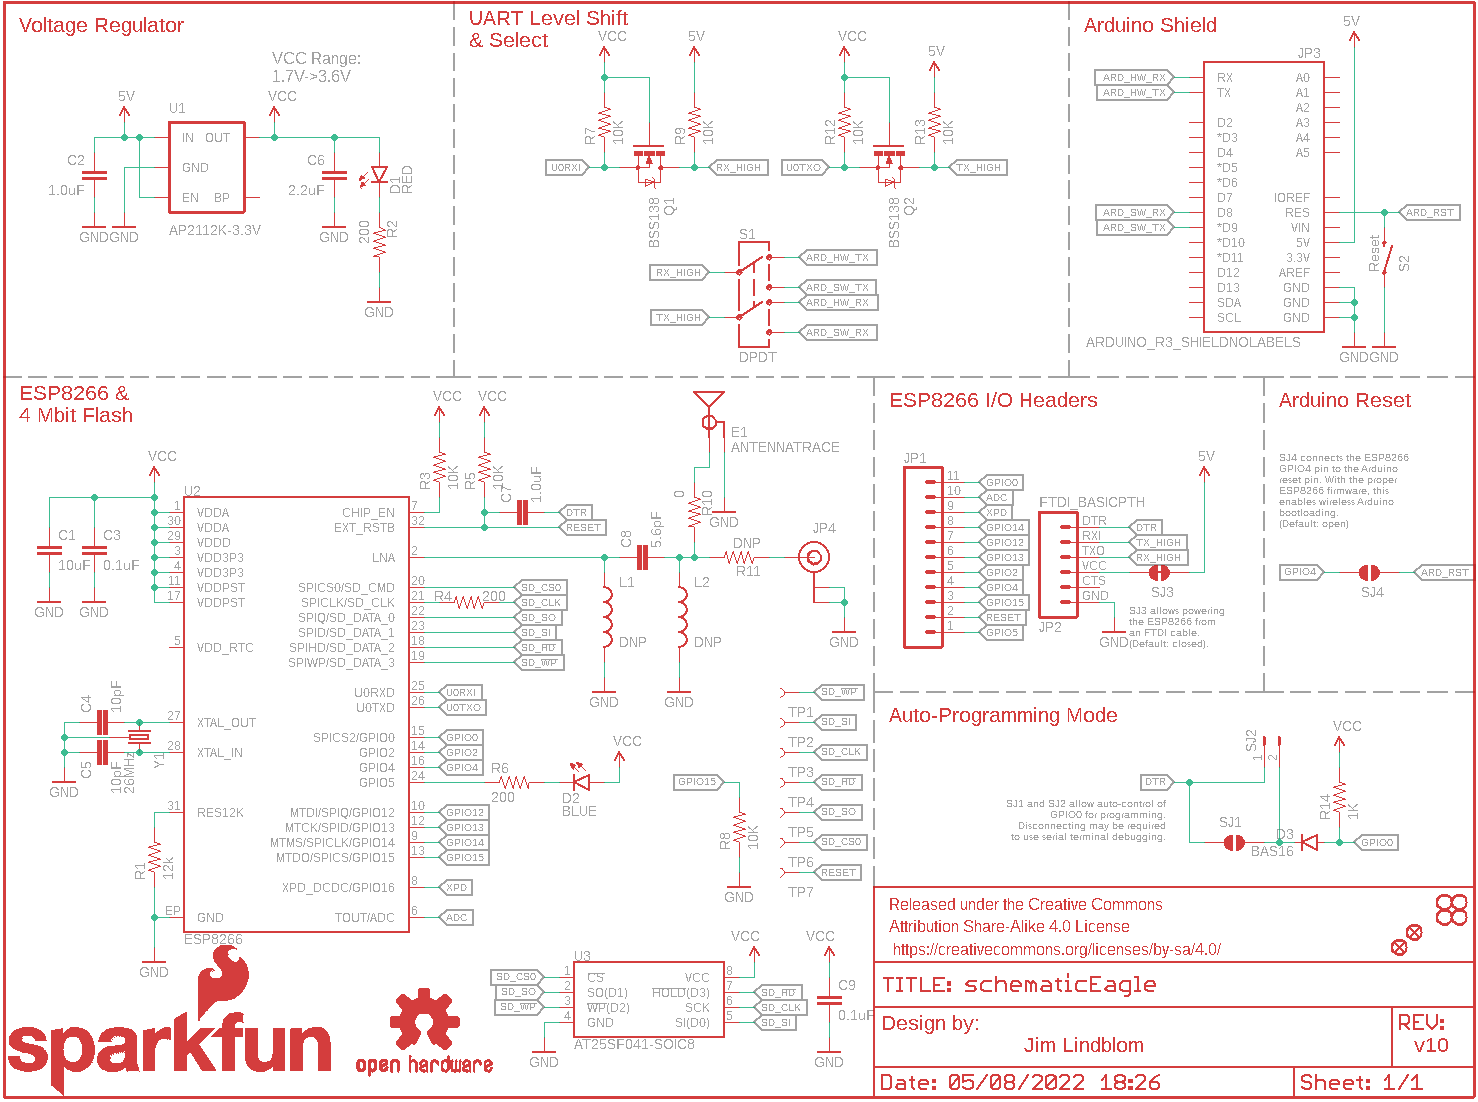 Voltage Regulator
VCC Range:
1.7V->3.6V
5V
U1
VCC
IN OUT
GND
EN BP
C2
1.0uF
C6
2.2uF
D1
RED
R2
200
GND
GND
AP2112K-3.3V
GND
GND
UART Level Shift
& Select
VCC
5V
VCC
5V
R7
10K
R9
10K
R12
10K
R13
10K
U0RXI
RX_HIGH
U0TXO
TX_HIGH
BSS138
Q1
BSS138
Q2
S1
RX_HIGH
TX_HIGH
ARD_HW_TX
ARD_SW_TX
ARD_HW_RX
ARD_SW_RX
DPDT
Arduino Shield
5V
JP3
ARD_HW_RX
ARD_HW_TX
ARD_SW_RX
ARD_SW_TX
RX
TX
D2
*D3
D4
*D5
*D6
D7
D8
*D9
*D10
*D11
D12
D13
SDA
SCL
A0
A1
A2
A3
A4
A5
IOREF
RES
VIN
5V
3.3V
AREF
GND
GND
GND
ARD_RST
Reset
S2
ARDUINO_R3_SHIELDNOLABELS
GND
GND
ESP8266 &
4 Mbit Flash
VCC
C1
10uF
C3
0.1uF
GND
GND
U2
1 VDDA
30 VDDA
29 VDDD
3 VDD3P3
4 VDD3P3
11 VDDPST
17 VDDPST
5 VDD_RTC
27 XTAL_OUT
28 XTAL_IN
31 RES12K
EP GND
CHIP_EN 7
EXT_RSTB 32
LNA 2
SPICS0/SD_CMD 20 SD_CS0
SPICLK/SD_CLK 21 R4 200 SD_CLK
SPIQ/SD_DATA_0 22 SD_SO
SPID/SD_DATA_1 23 SD_SI
SPIHD/SD_DATA_2 18 SD_HD
SPIWP/SD_DATA_3 19 SD_WP
U0RXD 25 U0RXI
U0TXD 26 U0TXO
SPICS2/GPIO0 15 GPIO0
GPIO2 14 GPIO2
GPIO4 16 GPIO4
GPIO5 24
MTDI/SPIQ/GPIO12 10 GPIO12
MTCK/SPID/GPIO13 12 GPIO13
MTMS/SPICLK/GPIO14 9 GPIO14
MTDO/SPICS/GPIO15 13 GPIO15
XPD_DCDC/GPIO16 8 XPD
TOUT/ADC 6 ADC
ESP8266
C4
10pF
C5
10pF
26MHz
Y1
GND
R1
12k
GND
VCC
VCC
R3
10K
R5
10K
C7
1.0uF
DTR
RESET
E1
ANTENNATRACE
0
R10
GND
C8
5.6pF
DNP
R11
JP4
L1
DNP
L2
DNP
GND
GND
GND
R6
200
D2
BLUE
VCC
GPIO15
R8
10K
GND
SD_WP
TP1
SD_SI
TP2
SD_CLK
TP3
SD_HD
TP4
SD_SO
TP5
SD_CS0
TP6
RESET
TP7
U3
VCC
VCC
SD_CS0 1 CS
SD_SO 2 SO(D1)
SD_WP 3 WP(D2)
4 GND
VCC 8
HOLD(D3) 7 SD_HD
SCK 6 SD_CLK
SI(D0) 5 SD_SI
AT25SF041-SOIC8
GND
C9
0.1uF
GND
ESP8266 I/O Headers
JP1
11 GPIO0
10 ADC
9 XPD
8 GPIO14
7 GPIO12
6 GPIO13
5 GPIO2
4 GPIO4
3 GPIO15
2 RESET
1 GPIO5
FTDI_BASICPTH
DTR DTR
RXI TX_HIGH
TXO RX_HIGH
VCC
CTS
GND
JP2
5V
SJ3
GND
SJ3 allows powering
the ESP8266 from
an FTDI cable.
(Default: closed).
Arduino Reset
SJ4 connects the ESP8266
GPIO4 pin to the Arduino
reset pin. With the proper
ESP8266 firmware, this
enables wireless Arduino
bootloading.
(Default: open)
GPIO4
ARD_RST
SJ4
Auto-Programming Mode
SJ2
1
2
VCC
DTR
R14
1K
SJ1 and SJ2 allow auto-control of
GPIO0 for programming.
Disconnecting may be required
to use serial terminal debugging.
SJ1
D3
BAS16
GPIO0
Released under the Creative Commons
Attribution Share-Alike 4.0 License
https://creativecommons.org/licenses/by-sa/4.0/
TITLE: schematicEagle
Design by:
Jim Lindblom
REV:
v10
Date: 05/08/2022 18:26
Sheet: 1/1
sparkfun
open hardware